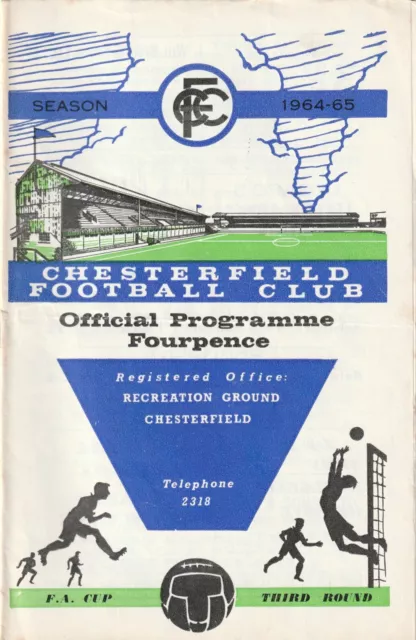 SEASON
CFC
1964-65
CHESTERFIELD
FOOTBALL CLUB
Official Programme
Fourpence
Registered Office:
RECREATION GROUND
CHESTERFIELD
Telephone
2318
F.A. CUP
THIRD ROUND